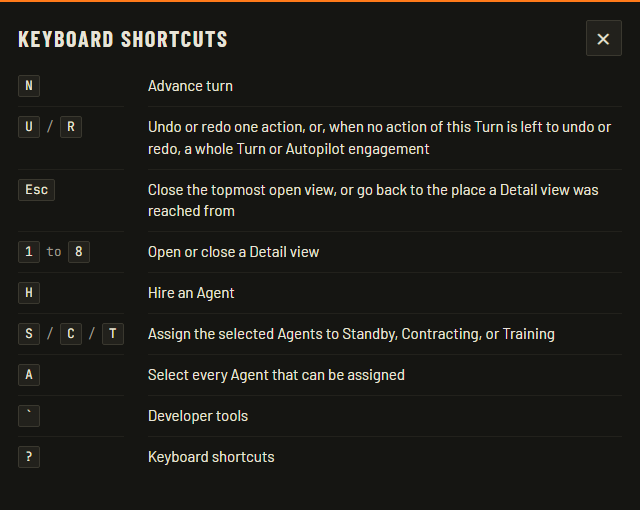 KEYBOARD SHORTCUTS
N Advance turn
U / R Undo or redo one action, or, when no action of this Turn is left to undo or
redo, a whole Turn or Autopilot engagement
Esc Close the topmost open view, or go back to the place a Detail view was
reached from
1 to 8 Open or close a Detail view
H Hire an Agent
S / C / T Assign the selected Agents to Standby, Contracting, or Training
A Select every Agent that can be assigned
` Developer tools
? Keyboard shortcuts